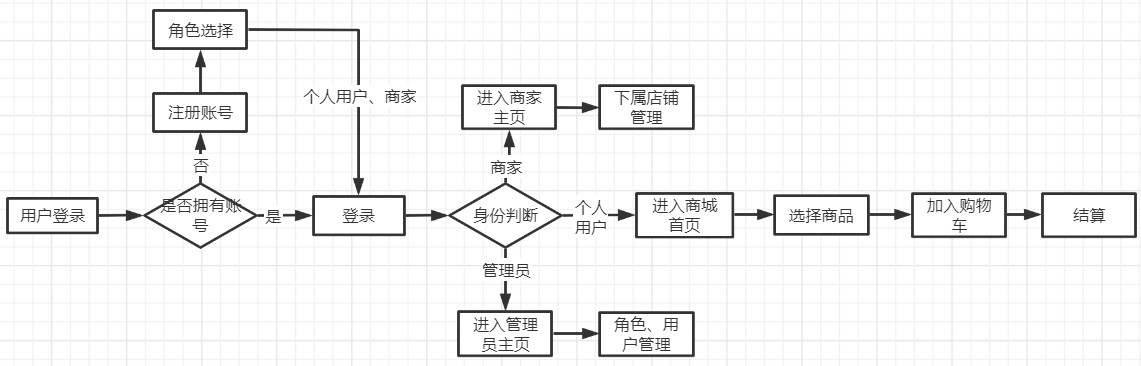 角色选择
个人用户、商家
注册账号
进入商家
主页
下属店铺
管理
否
商家
用户登录
是否拥有账
号
是
登录
身份判断
个人
用户
进入商城
首页
选择商品
加入购物
车
结算
管理员
进入管理
员主页
角色、用
户管理